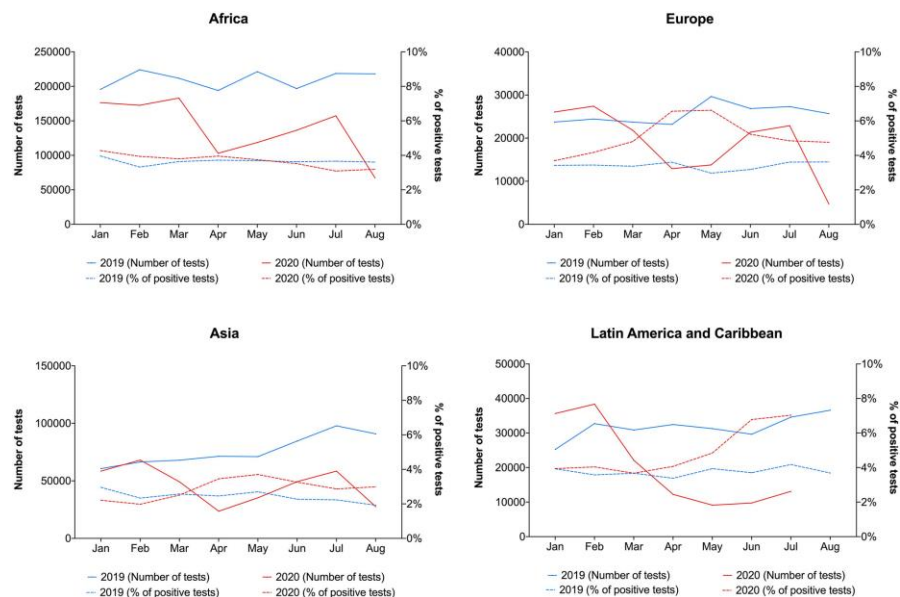 Africa
Number of tests
250000
200000
150000
100000
50000
0
10%
8%
6%
4%
2%
0%
% of positive tests
Jan Feb Mar Apr May Jun Jul Aug
2019 (Number of tests) 2020 (Number of tests)
2019 (% of positive tests) 2020 (% of positive tests)
Europe
Number of tests
40000
30000
20000
10000
0
10%
8%
6%
4%
2%
0%
% of positive tests
Jan Feb Mar Apr May Jun Jul Aug
2019 (Number of tests) 2020 (Number of tests)
2019 (% of positive tests) 2020 (% of positive tests)
Asia
Number of tests
150000
100000
50000
0
10%
8%
6%
4%
2%
0%
% of positive tests
Jan Feb Mar Apr May Jun Jul Aug
2019 (Number of tests) 2020 (Number of tests)
2019 (% of positive tests) 2020 (% of positive tests)
Latin America and Caribbean
Number of tests
50000
40000
30000
20000
10000
0
10%
8%
6%
4%
2%
0%
% of positive tests
Jan Feb Mar Apr May Jun Jul Aug
2019 (Number of tests) 2020 (Number of tests)
2019 (% of positive tests) 2020 (% of positive tests)